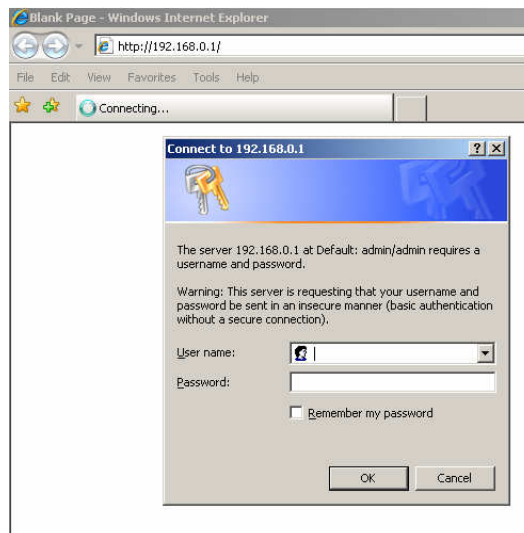 Blank Page - Windows Internet Explorer
http://192.168.0.1/
File Edit View Favorites Tools Help
Connecting...
Connect to 192.168.0.1
The server 192.168.0.1 at Default: admin/admin requires a
username and password.
Warning: This server is requesting that your username and
password be sent in an insecure manner (basic authentication
without a secure connection).
User name:
Password:
Remember my password
OK Cancel